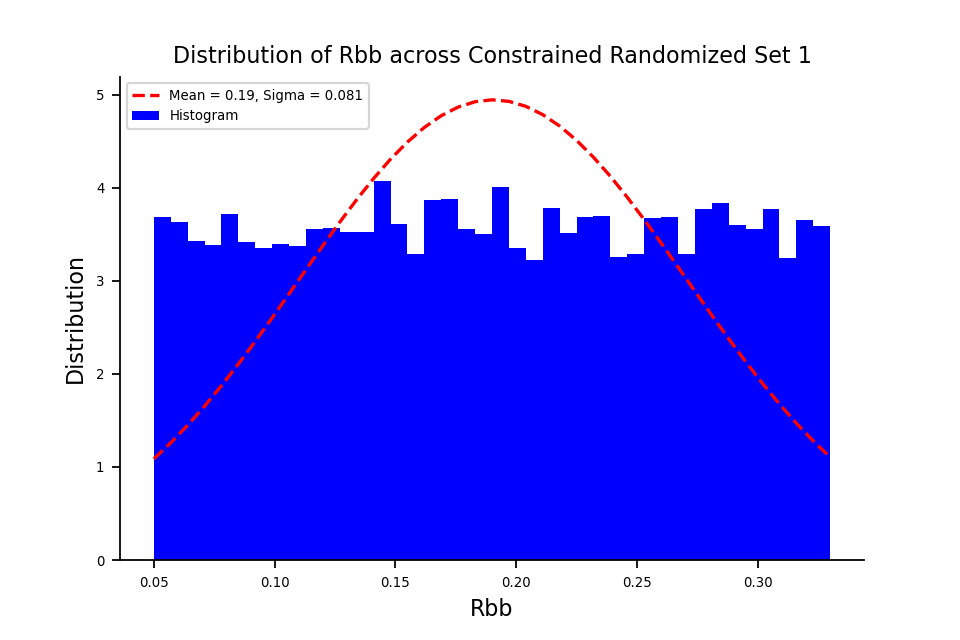 Distribution of Rbb across Constrained Randomized Set 1
Mean = 0.19, Sigma = 0.081
Histogram
5
4
3
2
1
0
Distribution
0.05 0.10 0.15 0.20 0.25 0.30
Rbb